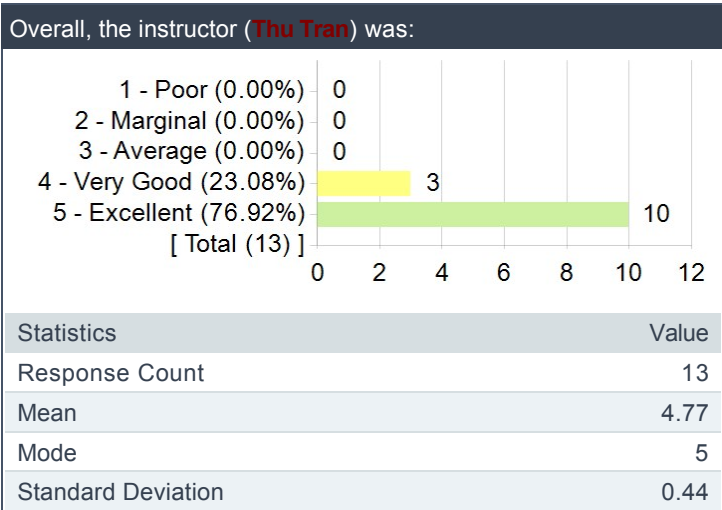 Overall, the instructor (Thu Tran) was:
1 - Poor (0.00%) 0
2 - Marginal (0.00%) 0
3 - Average (0.00%) 0
4 - Very Good (23.08%) 3
5 - Excellent (76.92%) 10
[ Total (13) ]
0 2 4 6 8 10 12
Statistics Value
Response Count 13
Mean 4.77
Mode 5
Standard Deviation 0.44